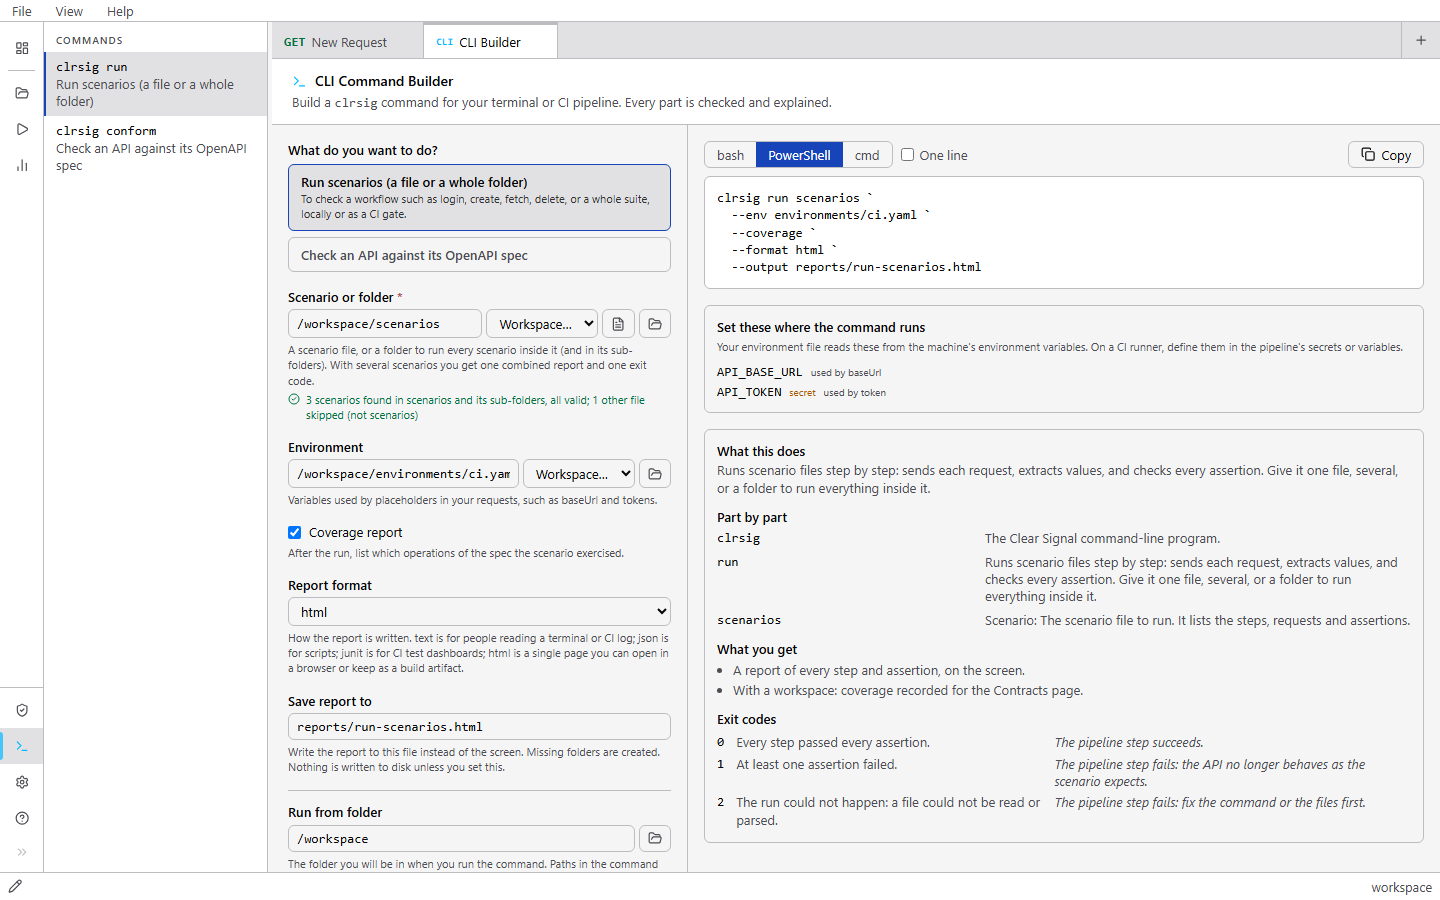 File View Help
COMMANDS
clrsig run
Run scenarios (a file or a whole
folder)
clrsig conform
Check an API against its OpenAPI
spec
GET New Request
CLI CLI Builder
+
CLI Command Builder
Build a clrsig command for your terminal or CI pipeline. Every part is checked and explained.
What do you want to do?
Run scenarios (a file or a whole folder)
To check a workflow such as login, create, fetch, delete, or a whole suite,
locally or as a CI gate.
Check an API against its OpenAPI spec
Scenario or folder *
/workspace/scenarios Workspace...
A scenario file, or a folder to run every scenario inside it (and in its sub-
folders). With several scenarios you get one combined report and one exit
code.
3 scenarios found in scenarios and its sub-folders, all valid; 1 other file
skipped (not scenarios)
Environment
/workspace/environments/ci.yam Workspace...
Variables used by placeholders in your requests, such as baseUrl and tokens.
Coverage report
After the run, list which operations of the spec the scenario exercised.
Report format
html
How the report is written. text is for people reading a terminal or CI log; json is
for scripts; junit is for CI test dashboards; html is a single page you can open in
a browser or keep as a build artifact.
Save report to
reports/run-scenarios.html
Write the report to this file instead of the screen. Missing folders are created.
Nothing is written to disk unless you set this.
Run from folder
/workspace
The folder you will be in when you run the command. Paths in the command
bash PowerShell cmd One line Copy
clrsig run scenarios `
--env environments/ci.yaml `
--coverage `
--format html `
--output reports/run-scenarios.html
Set these where the command runs
Your environment file reads these from the machine's environment variables. On a CI runner, define them in the pipeline's secrets or variables.
API_BASE_URL used by baseUrl
API_TOKEN secret used by token
What this does
Runs scenario files step by step: sends each request, extracts values, and checks every assertion. Give it one file, several,
or a folder to run everything inside it.
Part by part
clrsig The Clear Signal command-line program.
run Runs scenario files step by step: sends each request, extracts values, and
checks every assertion. Give it one file, several, or a folder to run
everything inside it.
scenarios Scenario: The scenario file to run. It lists the steps, requests and assertions.
What you get
• A report of every step and assertion, on the screen.
• With a workspace: coverage recorded for the Contracts page.
Exit codes
0 Every step passed every assertion. The pipeline step succeeds.
1 At least one assertion failed. The pipeline step fails: the API no longer behaves as the
scenario expects.
2 The run could not happen: a file could not be read or The pipeline step fails: fix the command or the files first.
parsed.
workspace